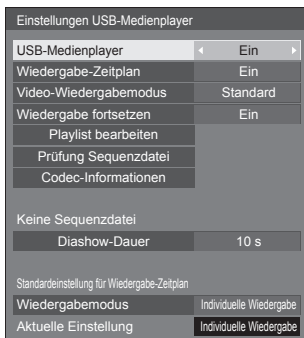 Einstellungen USB-Medienplayer
USB-Medienplayer Ein
Wiedergabe-Zeitplan Ein
Video-Wiedergabemodus Standard
Wiedergabe fortsetzen Ein
Playlist bearbeiten
Prüfung Sequenzdatei
Codec-Informationen
Keine Sequenzdatei
Diashow-Dauer 10 s
Standardeinstellung für Wiedergabe-Zeitplan
Wiedergabemodus Individuelle Wiedergabe
Aktuelle Einstellung Individuelle Wiedergabe